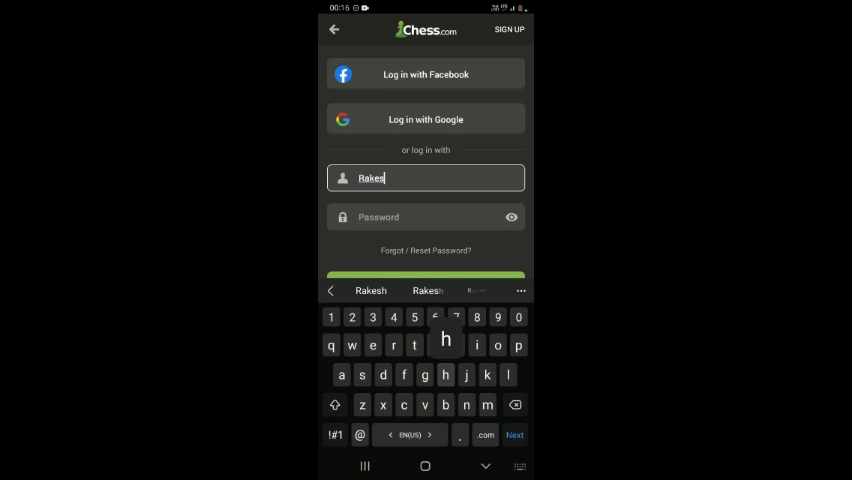 00:16
Chess.com SIGN UP
Log in with Facebook
Log in with Google
or log in with
Rakes
Password
Forgot / Reset Password?
Rakesh Rakesh
1 2 3 4 5 6 7 8 9 0
h
q w e r t i o p
a s d f g h j k l
z x c v b n m
!#1 @ < EN(US) > . .com Next